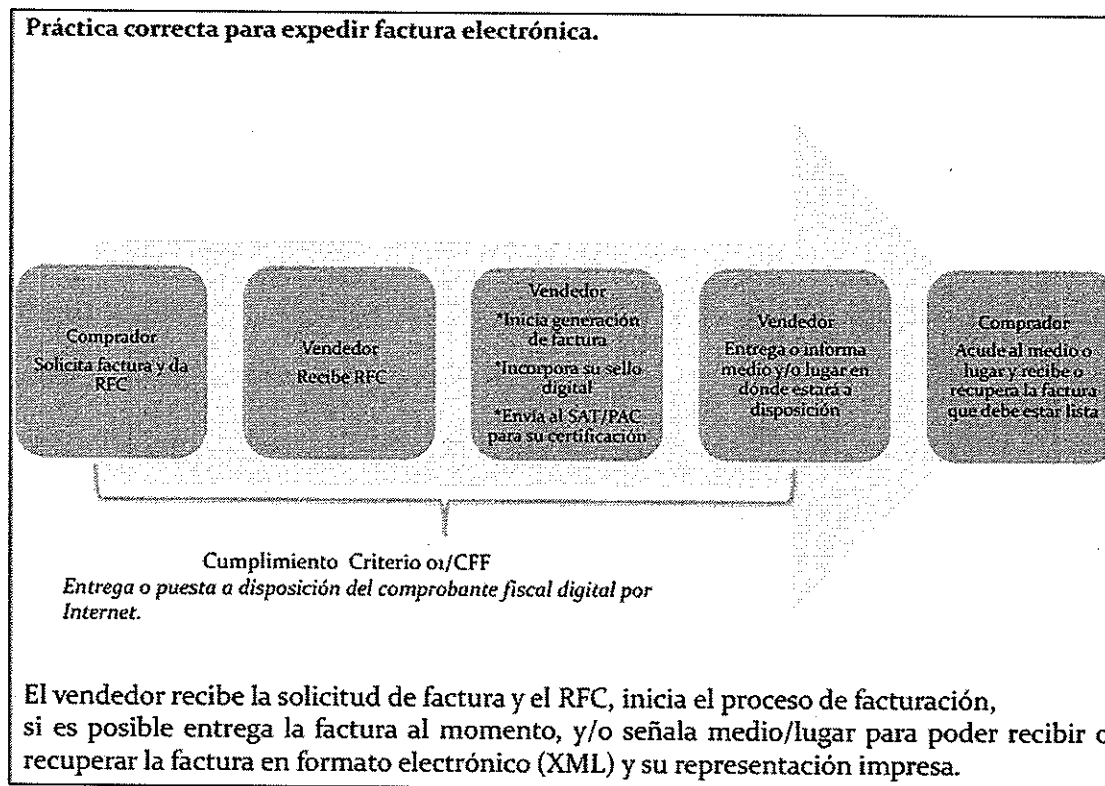 Práctica correcta para expedir factura electrónica.
Comprador
Solicita factura y da
RFC
Vendedor
Recibe RFC
Vendedor
*Inicia generación
de factura
*Incorpora su sello
digital
*Envía al SAT/PAC
para su certificación
Vendedor
Entrega o informa
medio y/o lugar en
dónde estará a
disposición
Comprador
Acude al medio o
lugar y recibe o
recupera la factura
que debe estar lista
Cumplimiento Criterio 01/CFF
Entrega o puesta a disposición del comprobante fiscal digital por
Internet.
El vendedor recibe la solicitud de factura y el RFC, inicia el proceso de facturación,
si es posible entrega la factura al momento, y/o señala medio/lugar para poder recibir o
recuperar la factura en formato electrónico (XML) y su representación impresa.